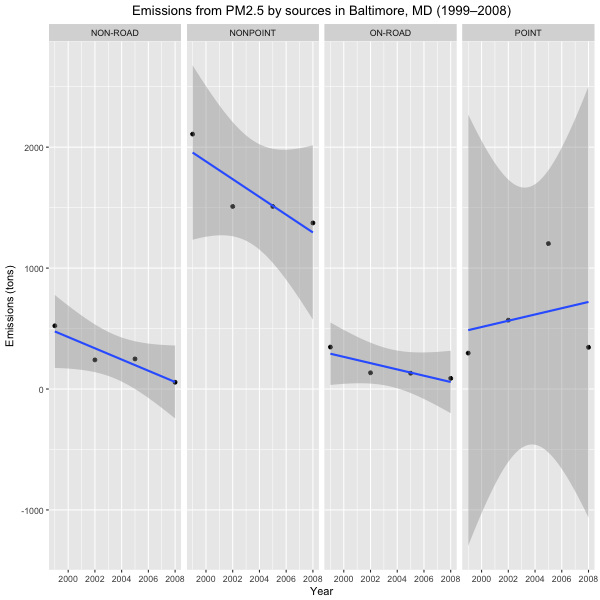 Emissions from PM2.5 by sources in Baltimore, MD (1999–2008)
NON-ROAD NONPOINT ON-ROAD POINT
2000
1000
0
-1000
Emissions (tons)
2000 2002 2004 2006 2008 2000 2002 2004 2006 2008 2000 2002 2004 2006 2008 2000 2002 2004 2006 2008
Year